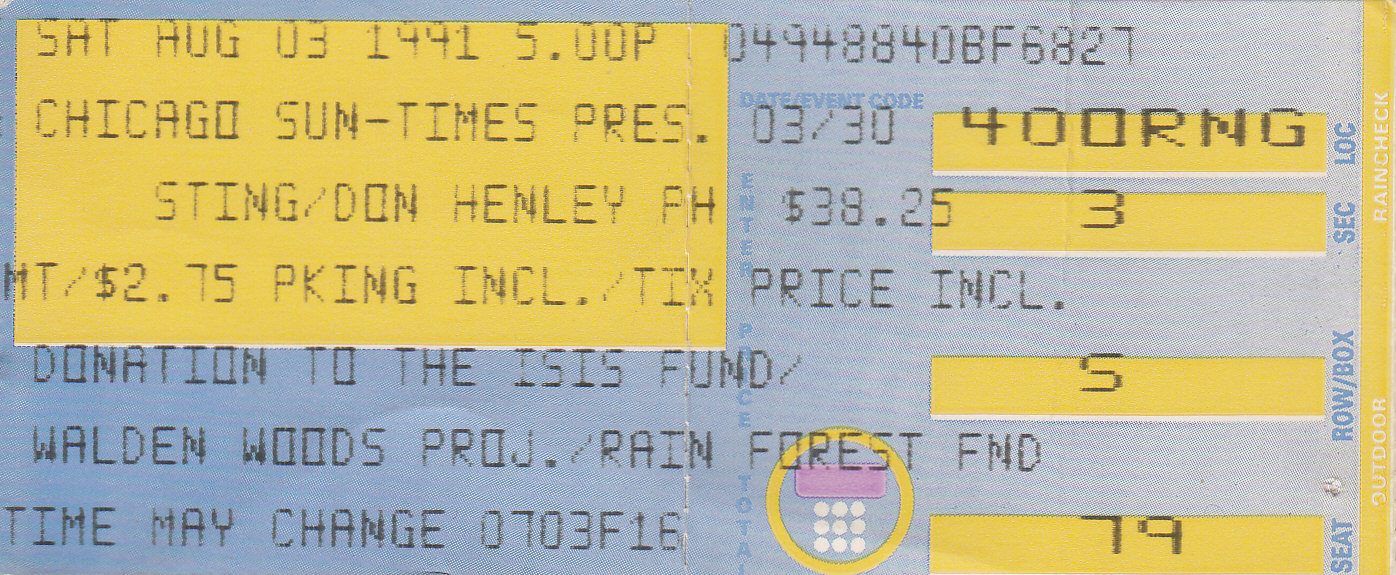 SAT AUG 03 1991 5.00P 04948840BF6827
DATE/EVENT CODE
CHICAGO SUN-TIMES PRES. 03/30 400RNG
LOC
STING/DON HENLEY PH $38.25 3
SEC
MT/$2.75 PKING INCL./TIX PRICE INCL.
DONATION TO THE ISIS FUND/ 5
ROW/BOX
WALDEN WOODS PROJ./RAIN FOREST FND
TIME MAY CHANGE 0703F16 79
SEAT
ENTER PRICE TOTAL
RAINCHECK
OUTDOOR